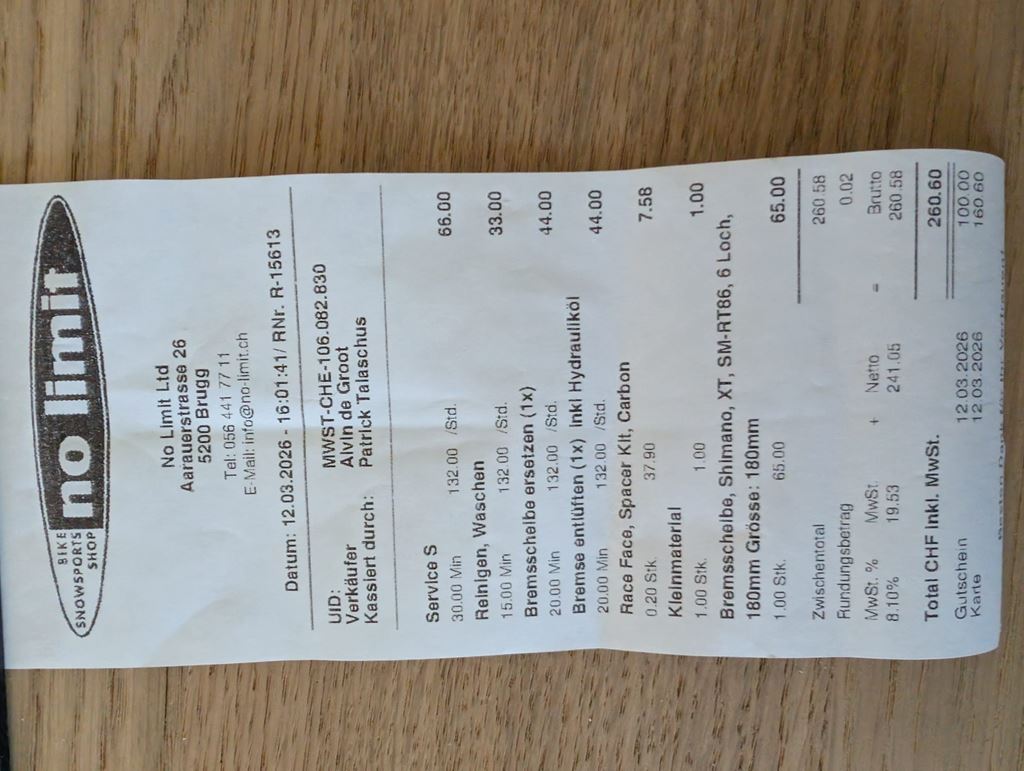 BIKE
SNOWSPORTS
SHOP
no limit
No Limit Ltd
Aarauerstrasse 26
5200 Brugg
Tel: 056 441 77 11
E-Mail: info@no-limit.ch
Datum: 12.03.2026 - 16:01:41/ RNr. R-15613
UID: MWST-CHE-106.082.830
Verkäufer Alvin de Groot
Kassiert durch: Patrick Talaschus
Service S
30.00 Min 132.00 /Std. 66.00
Reinigen, Waschen
15.00 Min 132.00 /Std. 33.00
Bremsscheibe ersetzen (1x)
20.00 Min 132.00 /Std. 44.00
Bremse entlüften (1x) Inkl Hydrauliköl
20.00 Min 132.00 /Std. 44.00
Race Face, Spacer Kit, Carbon
0.20 Stk. 37.90 7.58
Kleinmaterial
1.00 Stk. 1.00 1.00
Bremsscheibe, Shimano, XT, SM-RT86, 6 Loch,
180mm Grösse: 180mm
1.00 Stk. 65.00 65.00
Zwischentotal 260.58
Rundungsbetrag 0.02
MwSt. % MwSt. + Netto = Brutto
8.10% 19.53 241.05 260.58
Total CHF Inkl. MwSt. 260.60
Gutschein 12.03.2026 100.00
Karte 12.03.2026 160.60